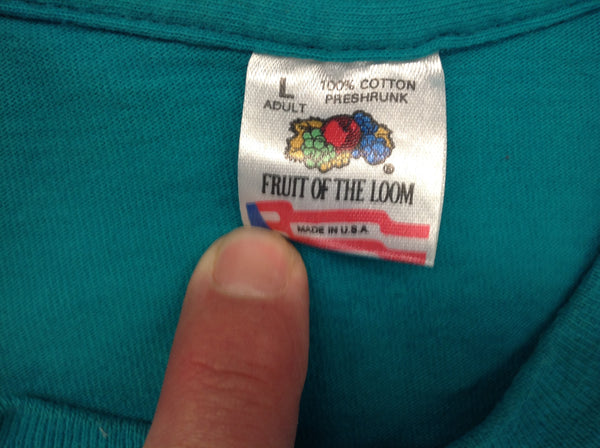 L 100% COTTON
ADULT PRESHRUNK
®
FRUIT OF THE LOOM
MADE IN U.S.A.